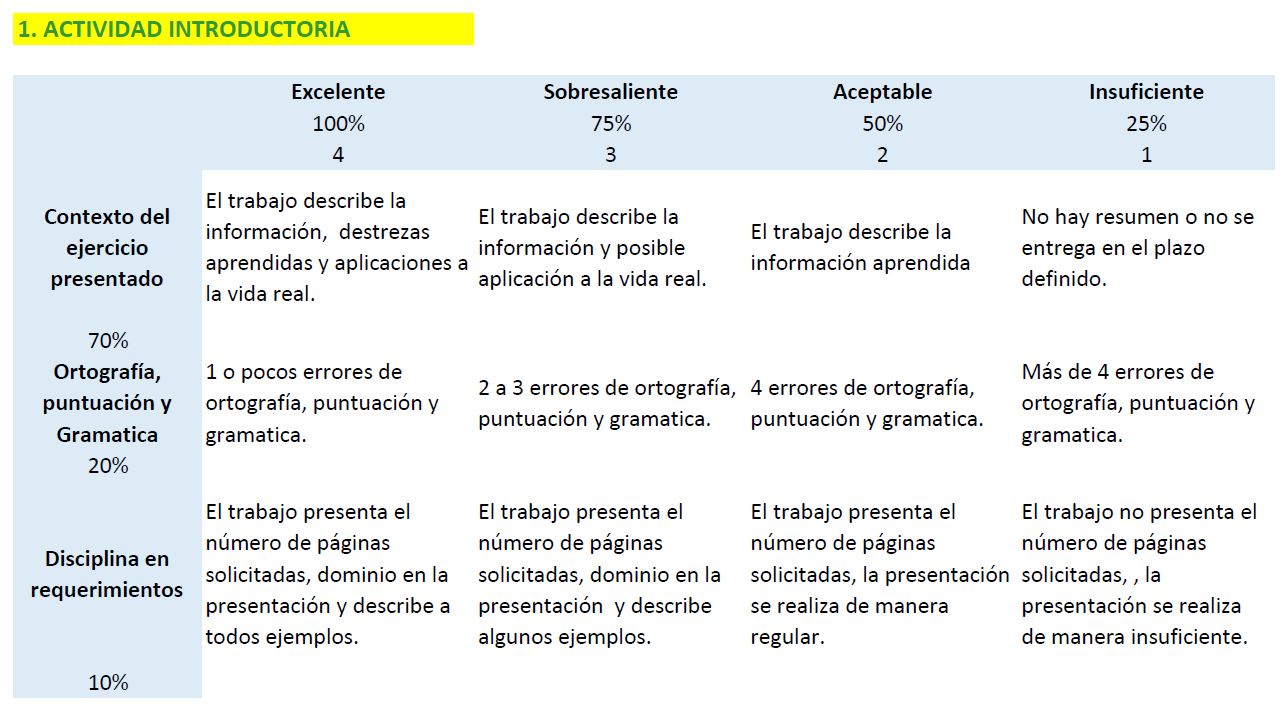 1. ACTIVIDAD INTRODUCTORIA
Excelente
100%
4
Sobresaliente
75%
3
Aceptable
50%
2
Insuficiente
25%
1
Contexto del
ejercicio
presentado
70%
El trabajo describe la
información, destrezas
aprendidas y aplicaciones a
la vida real.
El trabajo describe la
información y posible
aplicación a la vida real.
El trabajo describe la
información aprendida
No hay resumen o no se
entrega en el plazo
definido.
Ortografía,
puntuación y
Gramatica
20%
1 o pocos errores de
ortografía, puntuación y
gramatica.
2 a 3 errores de ortografía,
puntuación y gramatica.
4 errores de ortografía,
puntuación y gramatica.
Más de 4 errores de
ortografía, puntuación y
gramatica.
Disciplina en
requerimientos
10%
El trabajo presenta el
número de páginas
solicitadas, dominio en la
presentación y describe a
todos ejemplos.
El trabajo presenta el
número de páginas
solicitadas, dominio en la
presentación y describe
algunos ejemplos.
El trabajo presenta el
número de páginas
solicitadas, la presentación
se realiza de manera
regular.
El trabajo no presenta el
número de páginas
solicitadas, , la
presentación se realiza
de manera insuficiente.